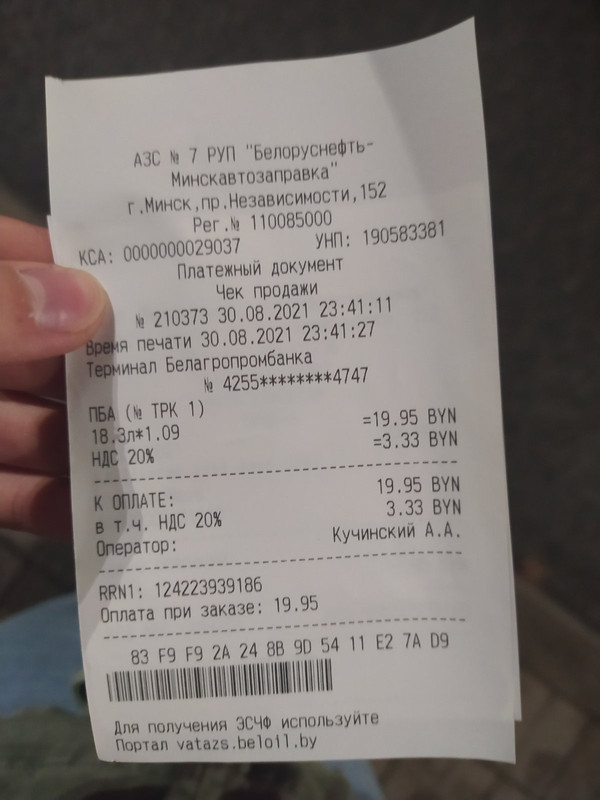 АЗС № 7 РУП "Белоруснефть-
Минскавтозаправка"
г.Минск,пр.Независимости,152
Рег.№ 110085000
КСА: 0000000029037 УНП: 190583381
Платежный документ
Чек продажи
№ 210373 30.08.2021 23:41:11
Время печати 30.08.2021 23:41:27
Терминал Белагропромбанка
№ 4255********4747
ПБА (№ ТРК 1)
18.3л*1.09 =19.95 BYN
НДС 20% =3.33 BYN
К ОПЛАТЕ: 19.95 BYN
в т.ч. НДС 20% 3.33 BYN
Оператор: Кучинский А.А.
RRN1: 124223939186
Оплата при заказе: 19.95
83 F9 F9 2A 24 8B 9D 54 11 E2 7A D9
Для получения ЭСЧФ используйте
Портал vatazs.beloil.by